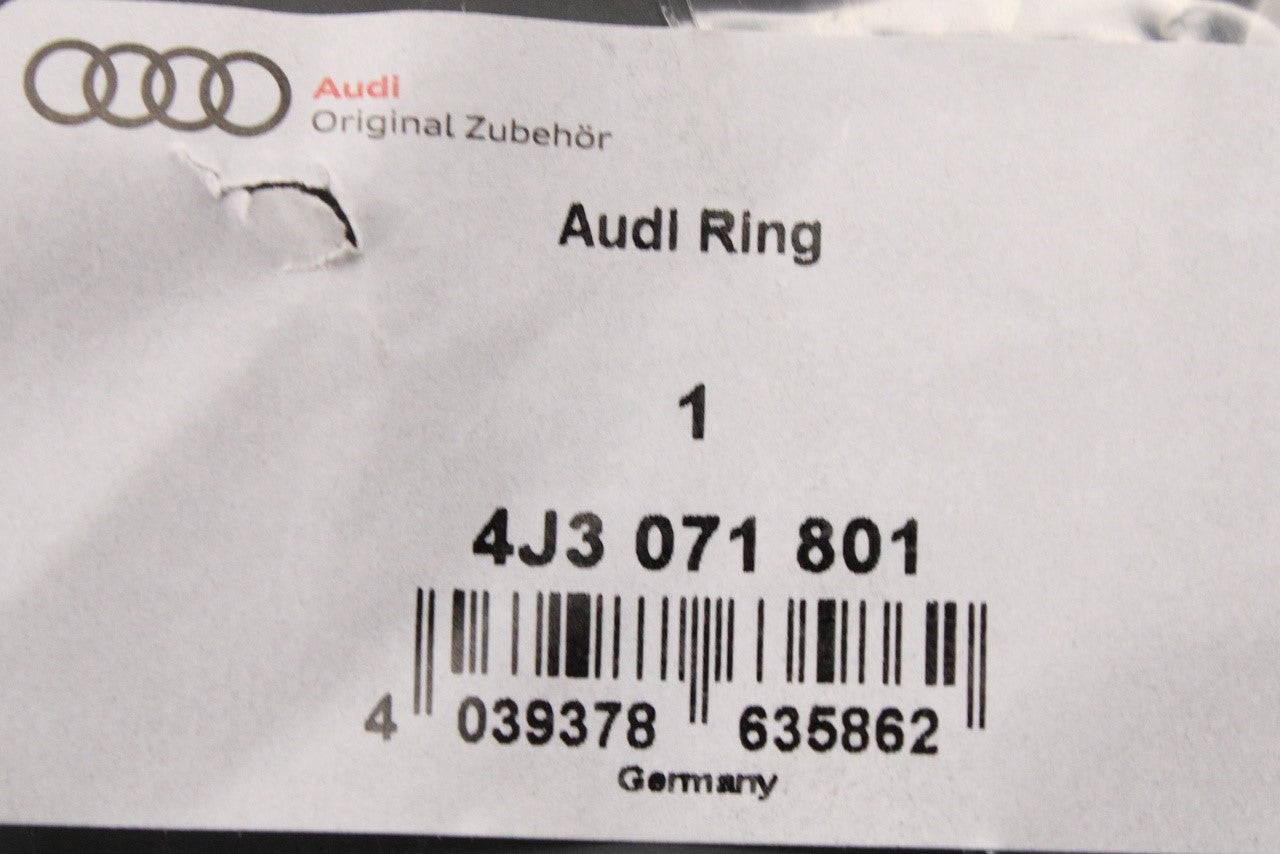 Audi
Original Zubehör
Audi Ring
1
4J3 071 801
4 039378 635862
Germany